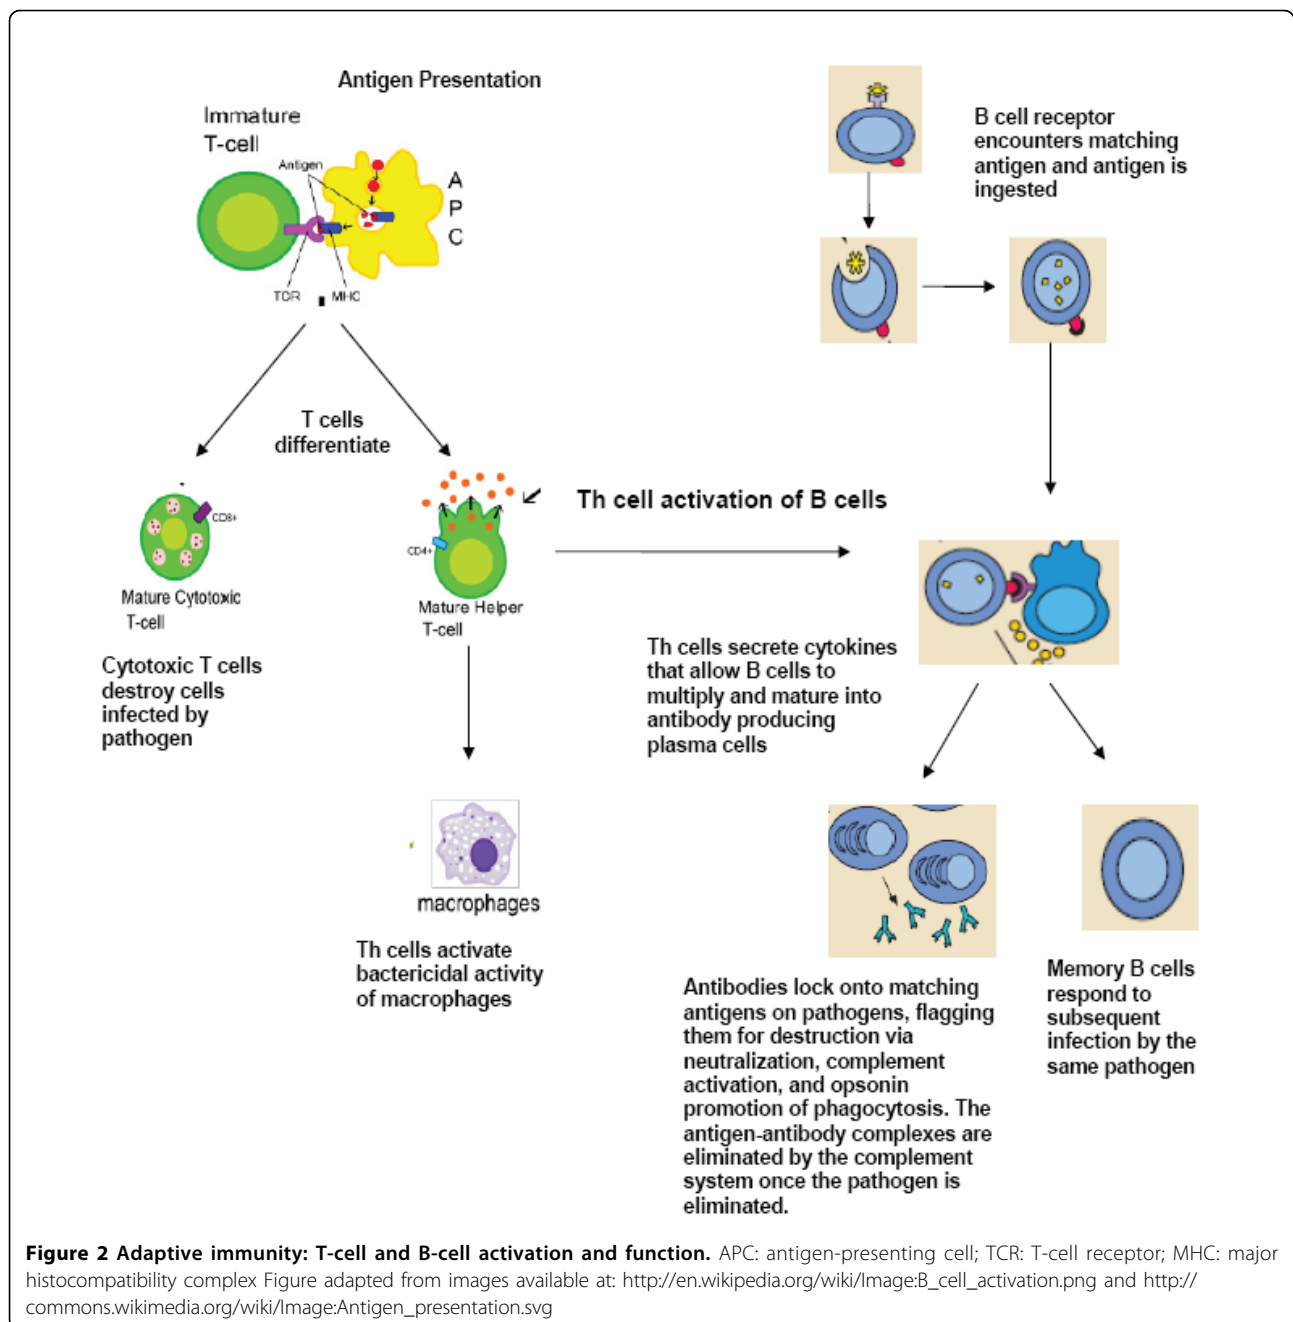 Antigen Presentation
Immature
T-cell
Antigen
A
P
C
TCR
MHC
T cells
differentiate
CD8+
Mature Cytotoxic
T-cell
Cytotoxic T cells
destroy cells
infected by
pathogen
CD4+
Mature Helper
T-cell
macrophages
Th cells activate
bactericidal activity
of macrophages
B cell receptor
encounters matching
antigen and antigen is
ingested
Th cell activation of B cells
Th cells secrete cytokines
that allow B cells to
multiply and mature into
antibody producing
plasma cells
Antibodies lock onto matching
antigens on pathogens, flagging
them for destruction via
neutralization, complement
activation, and opsonin
promotion of phagocytosis. The
antigen-antibody complexes are
eliminated by the complement
system once the pathogen is
eliminated.
Memory B cells
respond to
subsequent
infection by the
same pathogen
Figure 2 Adaptive immunity: T-cell and B-cell activation and function. APC: antigen-presenting cell; TCR: T-cell receptor; MHC: major
histocompatibility complex Figure adapted from images available at: http://en.wikipedia.org/wiki/Image:B_cell_activation.png and http://
commons.wikimedia.org/wiki/Image:Antigen_presentation.svg